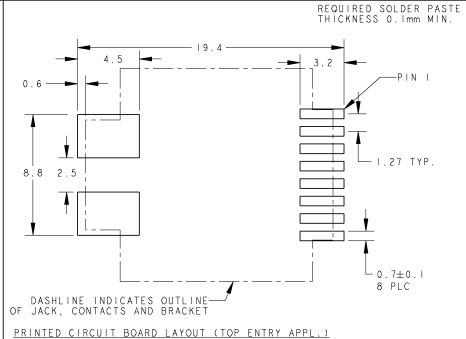 REQUIRED SOLDER PASTE
THICKNESS 0.1mm MIN.
19.4
4.5
3.2
0.6
PIN 1
8.8
2.5
1.27 TYP.
0.7±0.1
8 PLC
DASHLINE INDICATES OUTLINE
OF JACK, CONTACTS AND BRACKET
PRINTED CIRCUIT BOARD LAYOUT (TOP ENTRY APPL.)